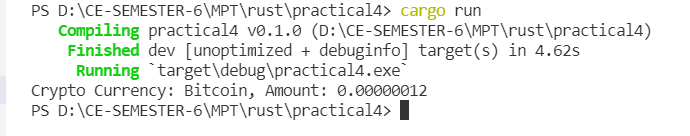 PS D:\CE-SEMESTER-6\MPT\rust\practical4> cargo run
   Compiling practical4 v0.1.0 (D:\CE-SEMESTER-6\MPT\rust\practical4)
    Finished dev [unoptimized + debuginfo] target(s) in 4.62s
     Running `target\debug\practical4.exe`
Crypto Currency: Bitcoin, Amount: 0.00000012
PS D:\CE-SEMESTER-6\MPT\rust\practical4>